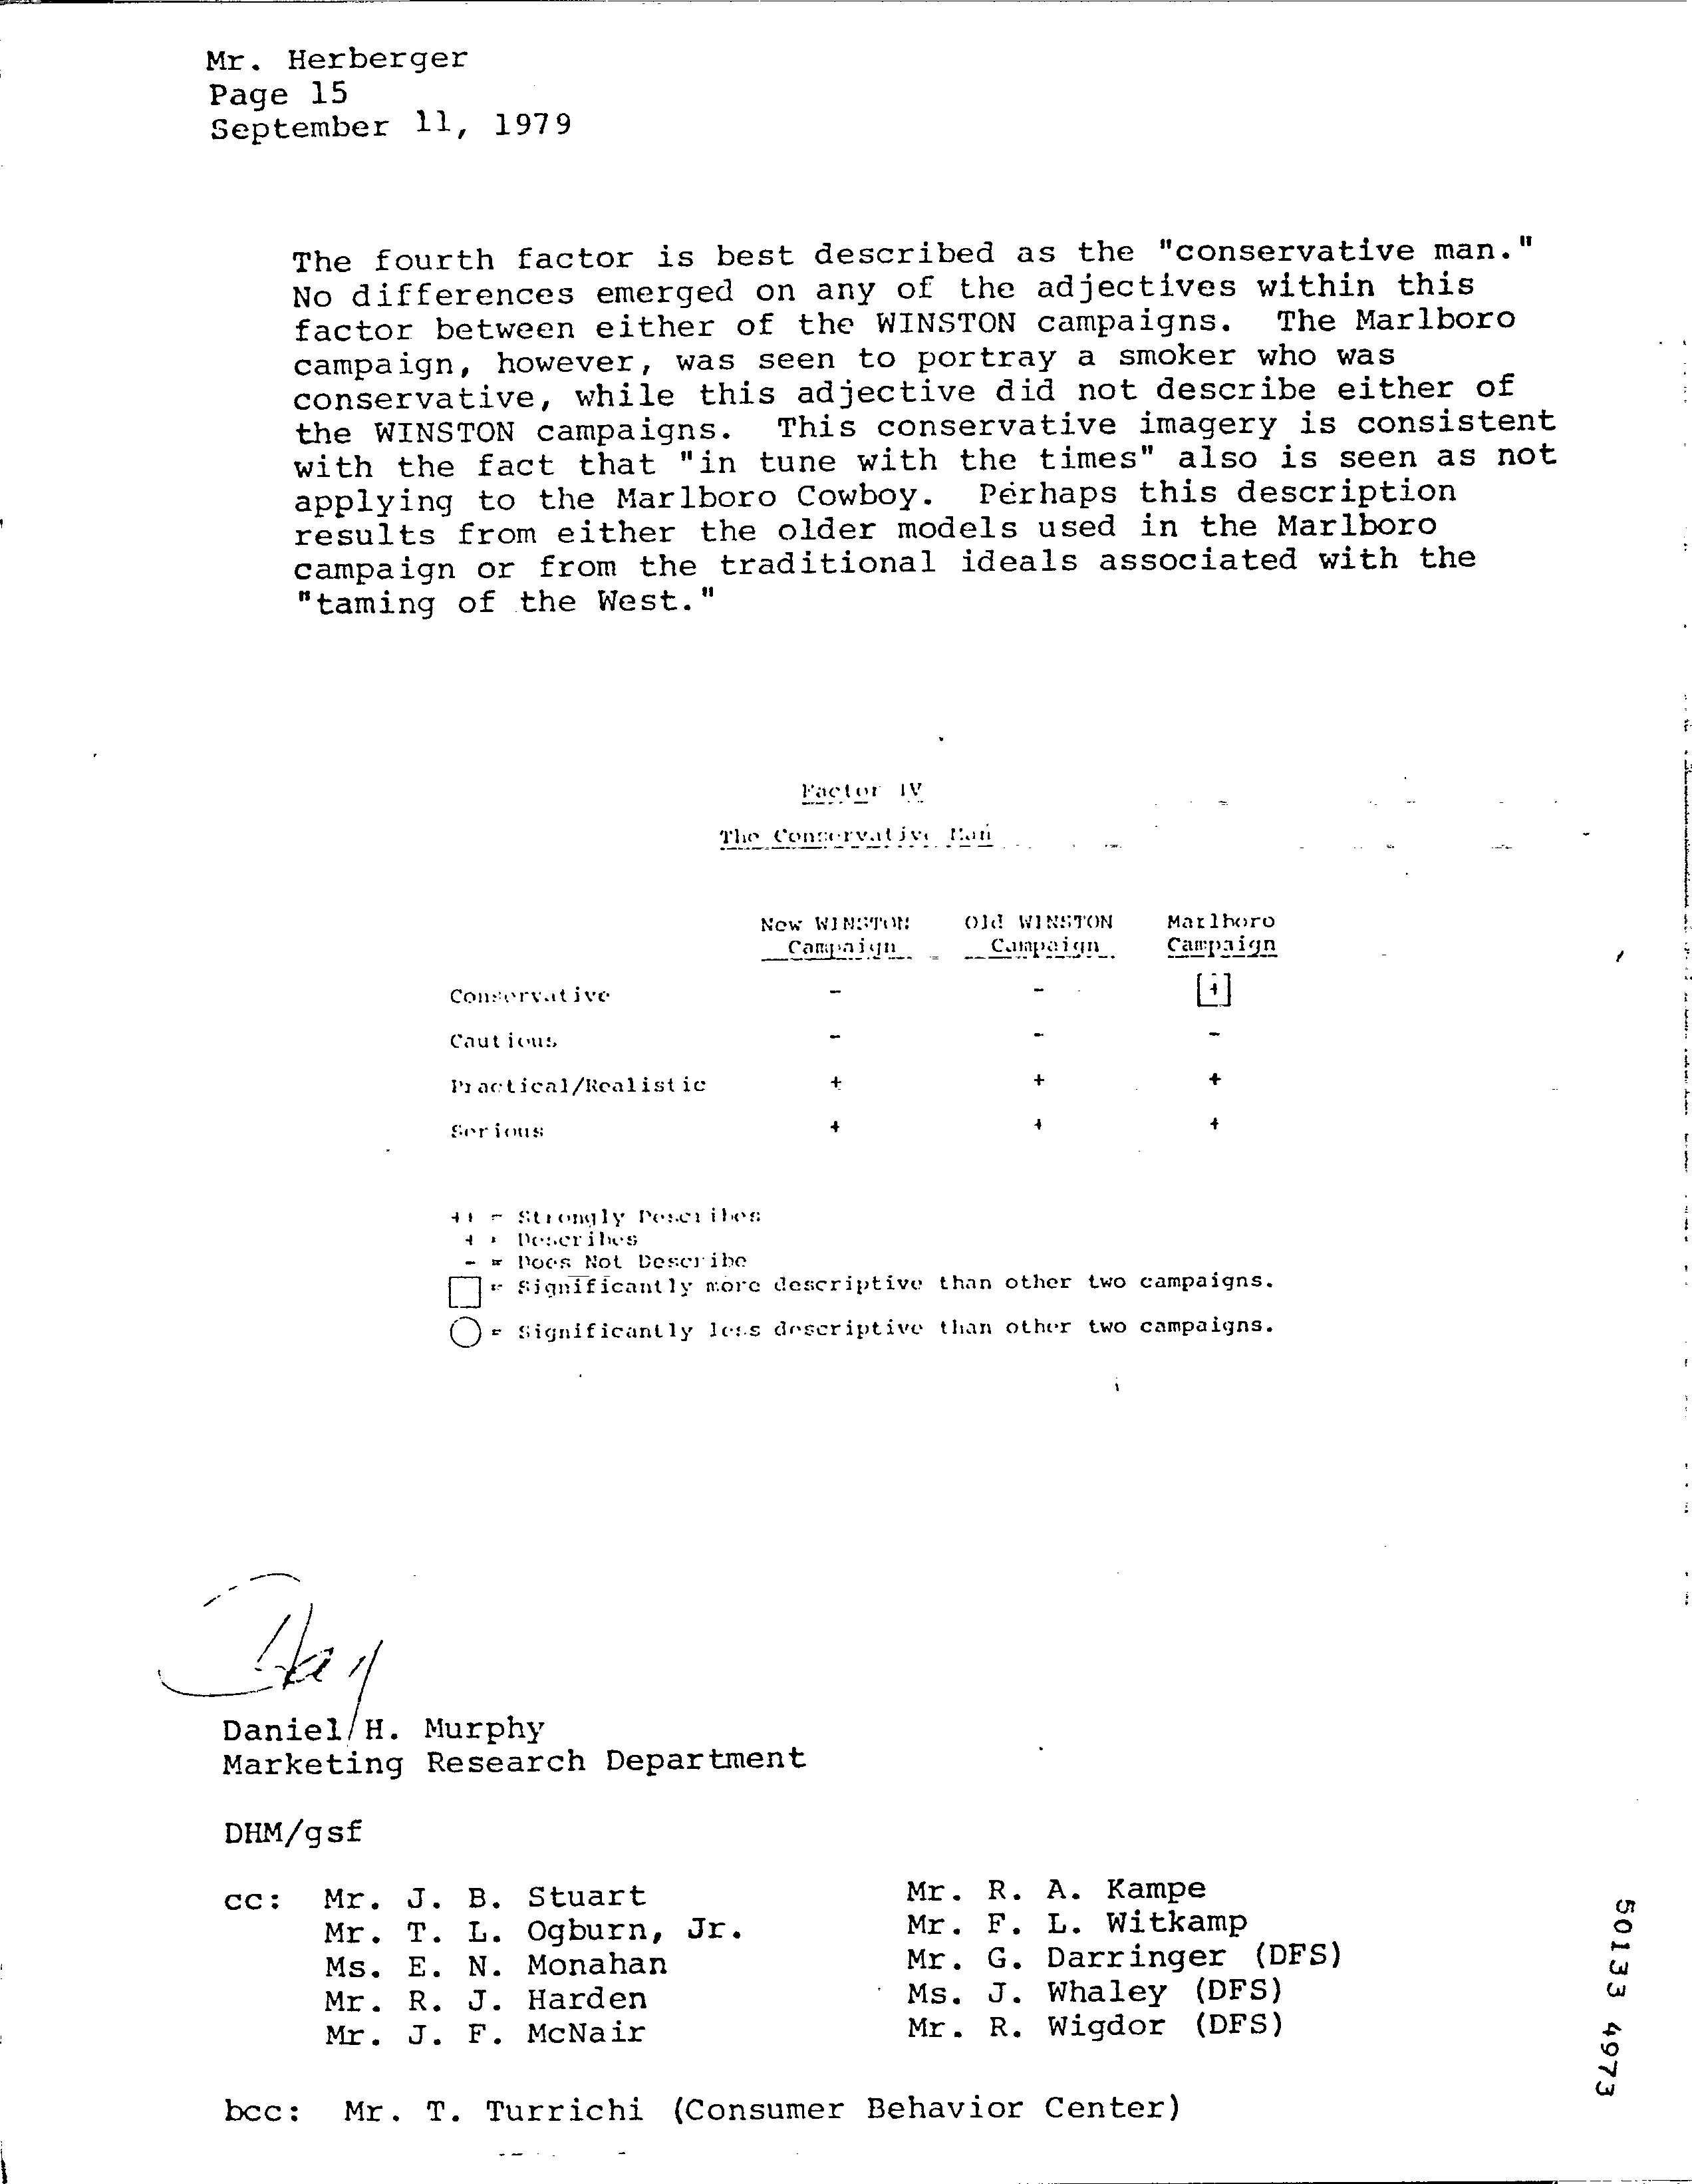 Mr. Herberger
Page 15
September 11, 1979
The fourth factor is best described as the "conservative man."
No differences emerged on any of the adjectives within this
factor between either of the WINSTON campaigns. The Marlboro
campaign, however, was seen to portray a smoker who was
conservative, while this adjective did not describe either of
the WINSTON campaigns. This conservative imagery is consistent
with the fact that "in tune with the times" also is seen as not
applying to the Marlboro Cowboy. Perhaps this description
results from either the older models used in the Marlboro
campaign or from the traditional ideals associated with the
"taming of the West."
Factor IV
The Conservative Man
New WINSTON Campaign Old WINSTON Campaign Marlboro Campaign
Conservative - - [+]
Cautious - - -
Practical/Realistic + + +
Serious + + +
++ = Strongly Describes
+ = Describes
- = Does Not Describe
= Significantly more descriptive than other two campaigns.
= Significantly less descriptive than other two campaigns.
Daniel H. Murphy
Marketing Research Department
DHM/gsf
cc: Mr. J. B. Stuart
Mr. T. L. Ogburn, Jr.
Ms. E. N. Monahan
Mr. R. J. Harden
Mr. J. F. McNair
Mr. R. A. Kampe
Mr. F. L. Witkamp
Mr. G. Darringer (DFS)
Ms. J. Whaley (DFS)
Mr. R. Wigdor (DFS)
bcc: Mr. T. Turrichi (Consumer Behavior Center)
50133 4973